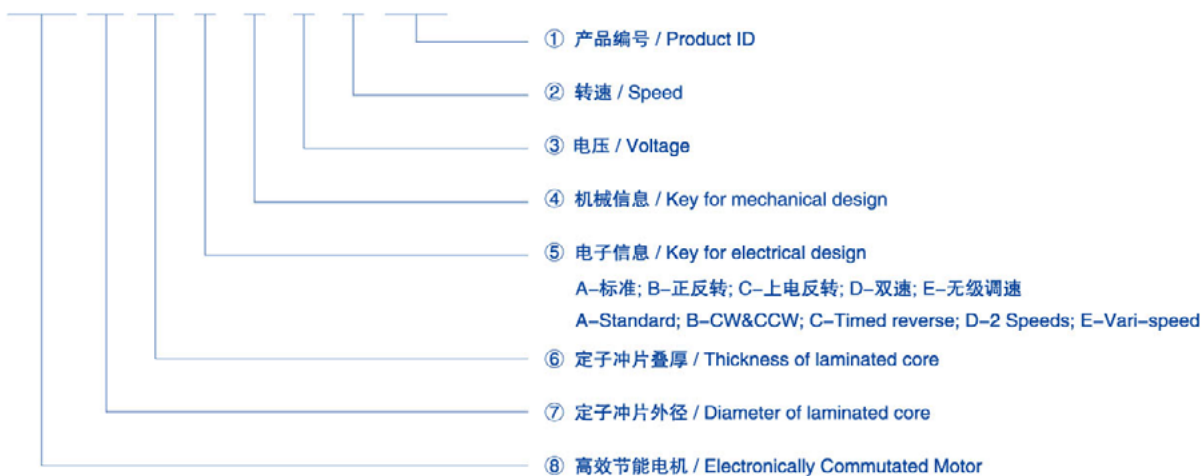 ① 产品编号 / Product ID
② 转速 / Speed
③ 电压 / Voltage
④ 机械信息 / Key for mechanical design
⑤ 电子信息 / Key for electrical design
A–标准; B–正反转; C–上电反转; D–双速; E–无级调速
A–Standard; B–CW&CCW; C–Timed reverse; D–2 Speeds; E–Vari–speed
⑥ 定子冲片叠厚 / Thickness of laminated core
⑦ 定子冲片外径 / Diameter of laminated core
⑧ 高效节能电机 / Electronically Commutated Motor